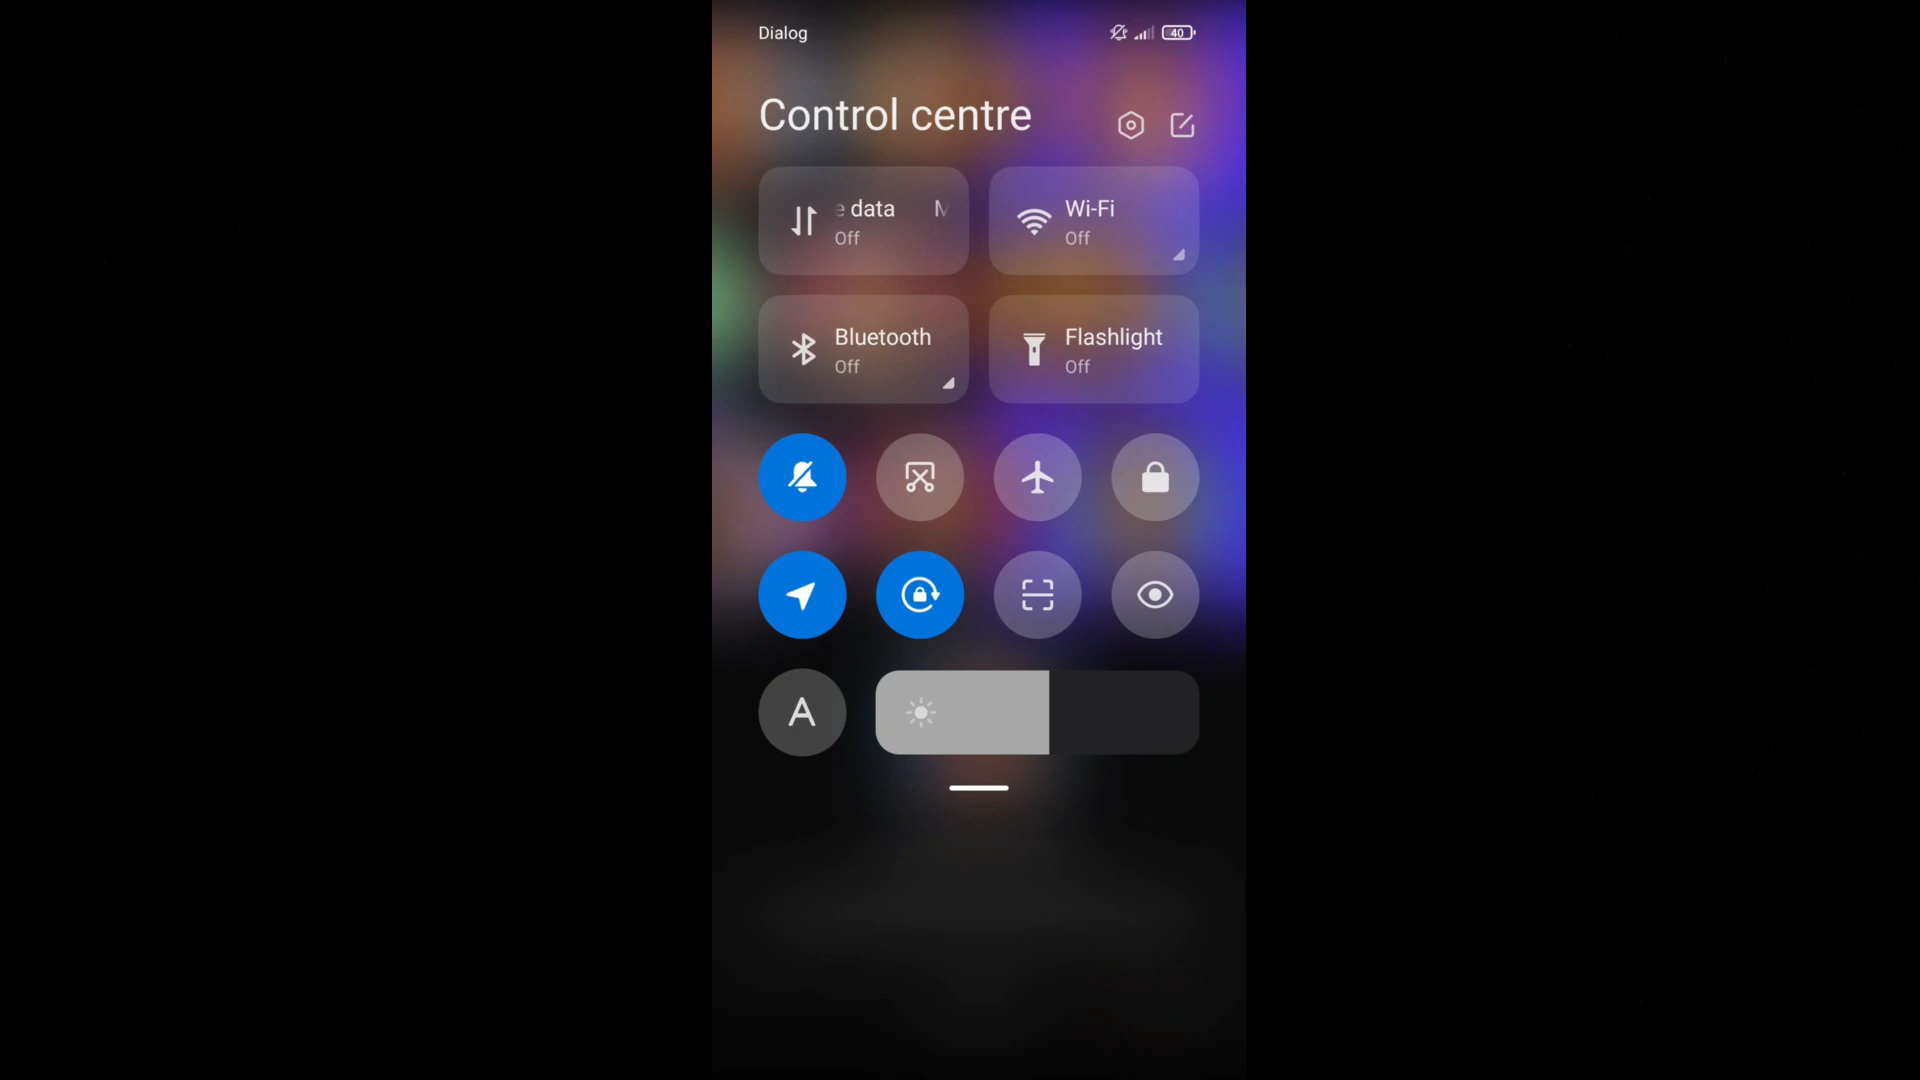 Dialog
40
Control centre
e data M
Off
Wi-Fi
Off
Bluetooth
Off
Flashlight
Off
A